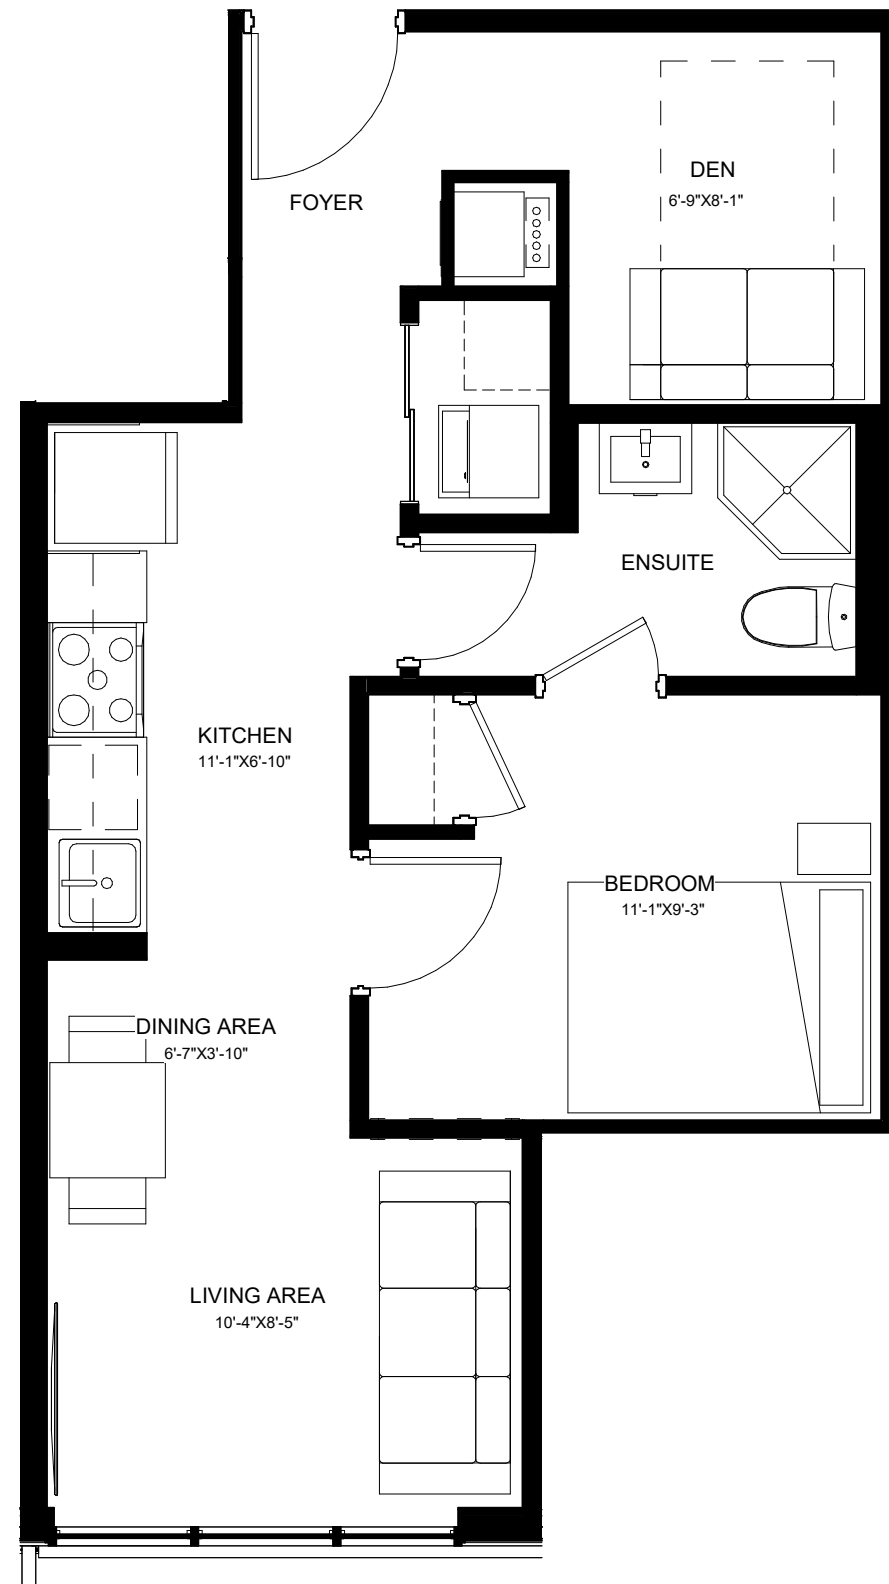 DEN
6'-9"X8'-1"
FOYER
ENSUITE
KITCHEN
11'-1"X6'-10"
BEDROOM
11'-1"X9'-3"
DINING AREA
6'-7"X3'-10"
LIVING AREA
10'-4"X8'-5"